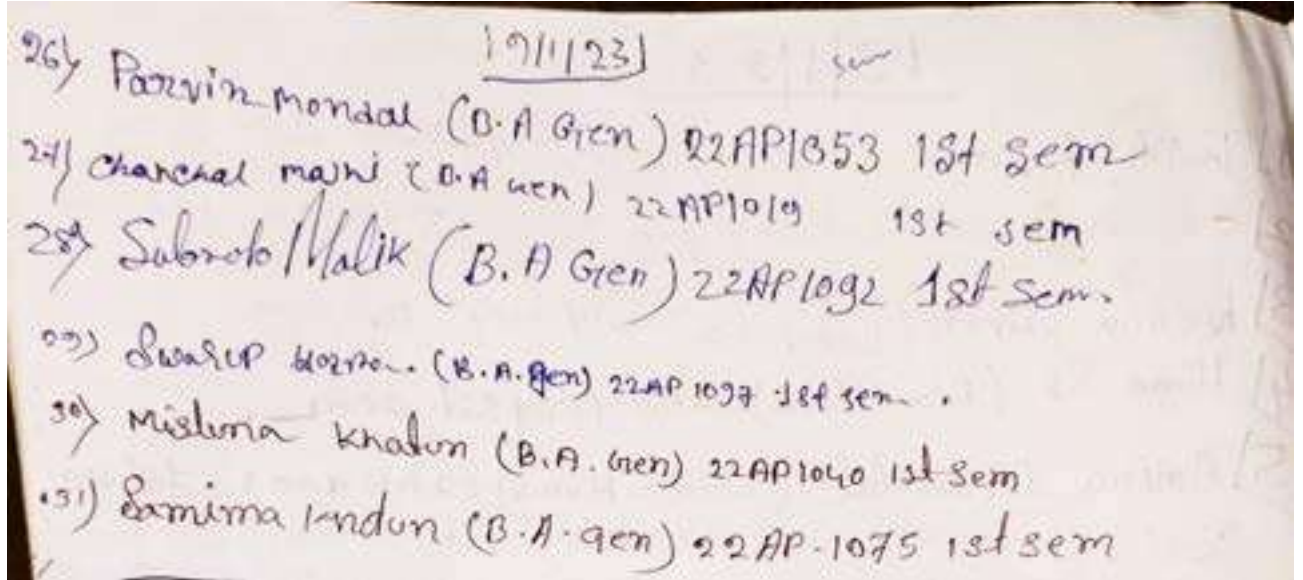 19/1/23
26) Parvin Mondal (B.A Gen) 22AP1053 1st sem
27) Chanchal majhi (B.A Gen) 22AP1019 1st sem
28) Subroto Malik (B.A Gen) 22AP1092 1st sem.
29) Swarup (B.A. Gen) 22AP 1097 1st sem.
30) Mislima Khatun (B.A. Gen) 22AP1040 1st Sem
31) Samima (B.A. gen) 22AP-1075 1st sem